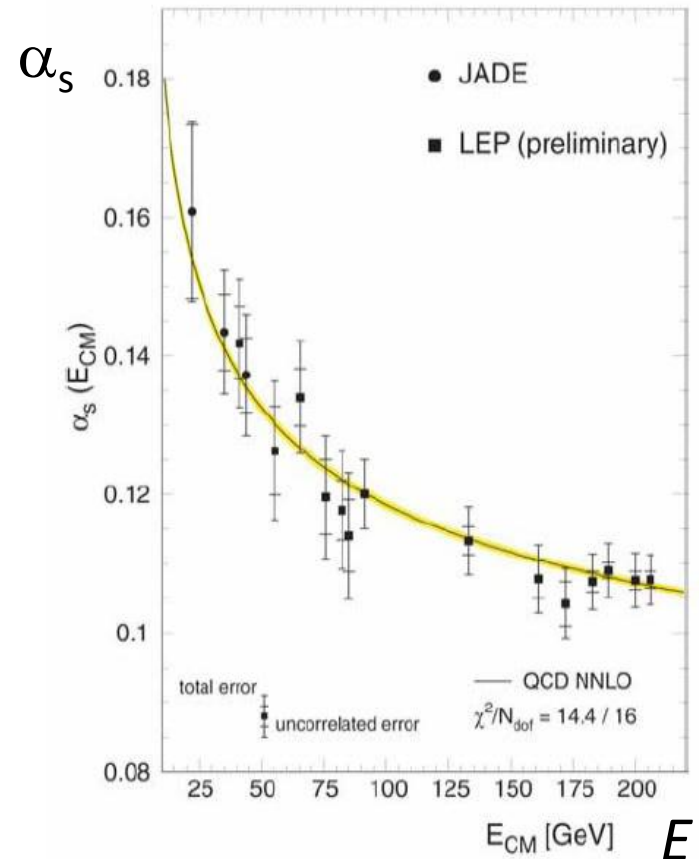 αs
0.18
0.16
0.14
0.12
0.1
0.08
αs (ECM)
JADE
LEP (preliminary)
total error
uncorrelated error
QCD NNLO
χ²/Ndof = 14.4 / 16
25 50 75 100 125 150 175 200
ECM [GeV] E